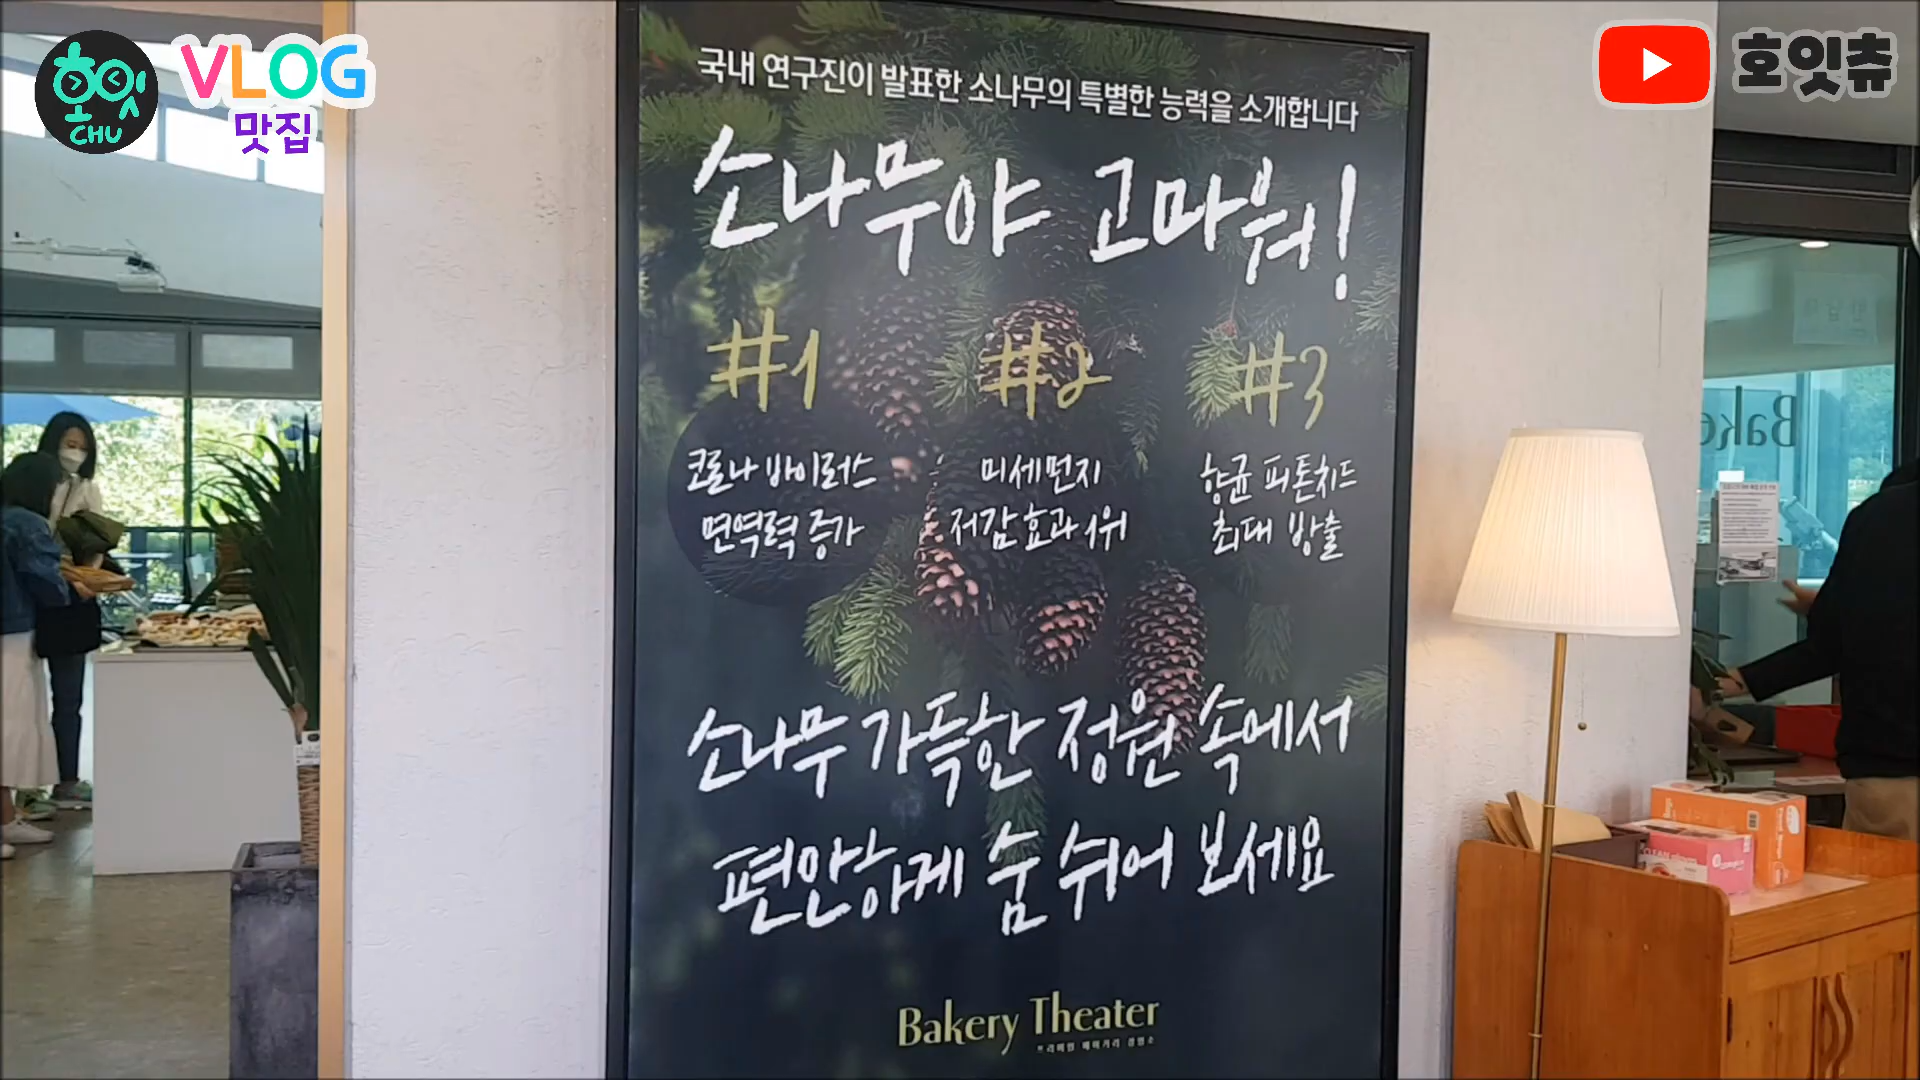 호잇
CHU
VLOG
맛집
호잇츄
국내 연구진이 발표한 소나무의 특별한 능력을 소개합니다
소나무야 고마워!
#1
코로나 바이러스
면역력 증가
#2
미세먼지
저감효과 1위
#3
항균 피톤치드
최대 방출
소나무 가득한 정원 속에서
편안하게 숨 쉬어 보세요
Bakery Theater
Bake
CLEAN